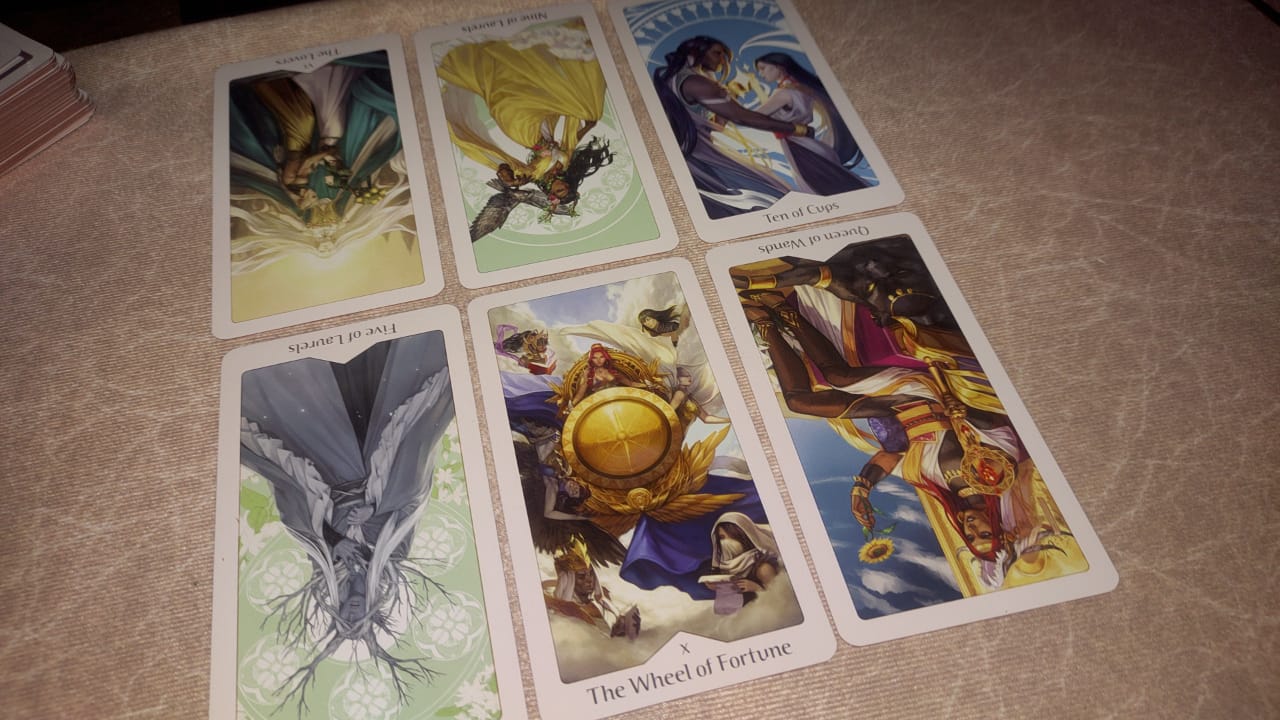 The Lovers
VI
Nine of Laurels
Ten of Cups
Five of Laurels
X
The Wheel of Fortune
Queen of Wands